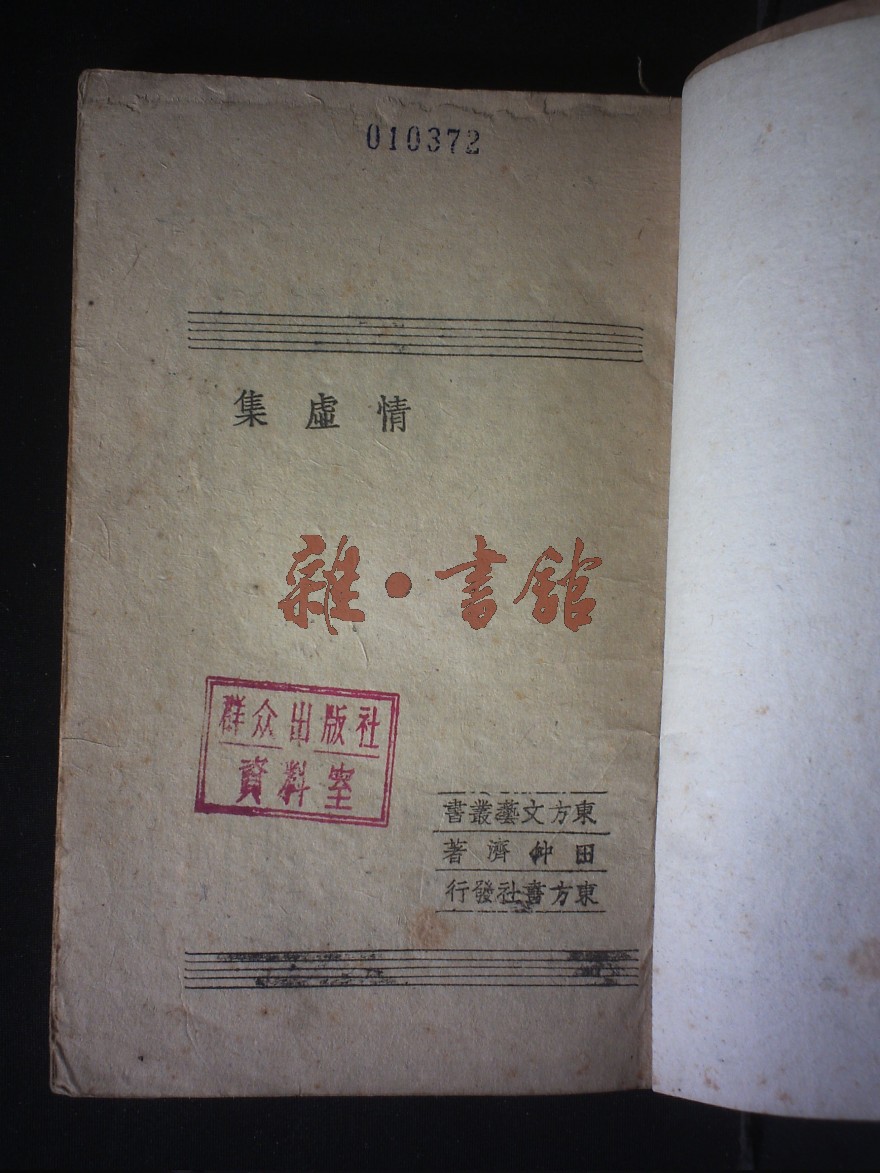 010372
情虛集
雜•書館
群众出版社
資料室
東方文藝叢書
田仲濟著
東方書社發行